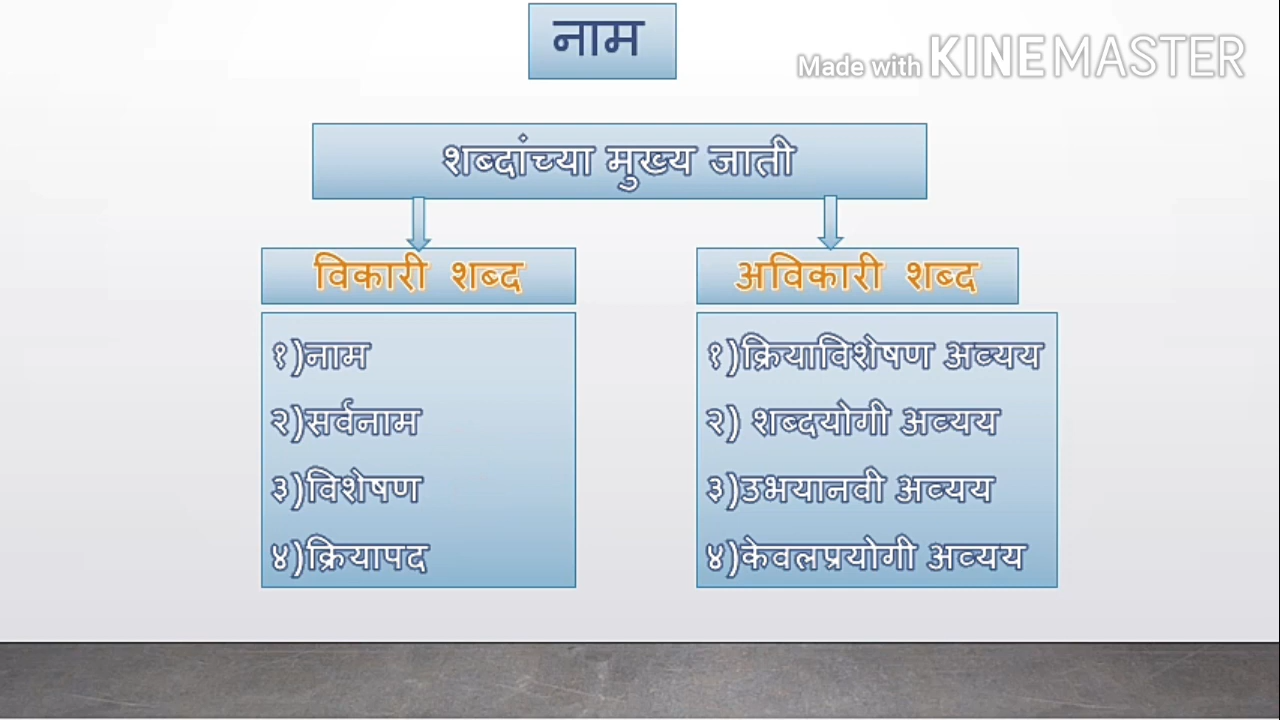 नाम
Made with KINEMASTER
शब्दांच्या मुख्य जाती
विकारी शब्द
अविकारी शब्द
१)नाम
२)सर्वनाम
३)विशेषण
४)क्रियापद
१)क्रियाविशेषण अव्यय
२) शब्दयोगी अव्यय
३)उभयानवी अव्यय
४)केवलप्रयोगी अव्यय